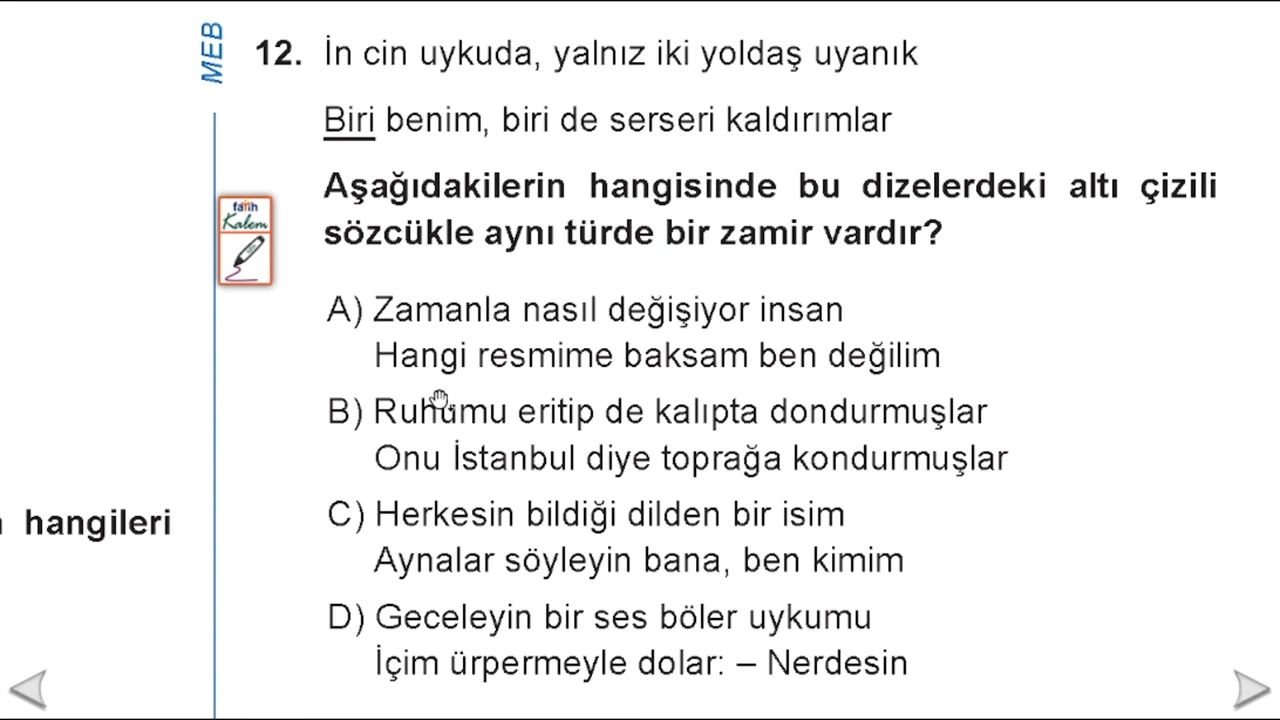 MEB
12. İn cin uykuda, yalnız iki yoldaş uyanık
Biri benim, biri de serseri kaldırımlar
Aşağıdakilerin hangisinde bu dizelerdeki altı çizili
sözcükle aynı türde bir zamir vardır?
fatih
Kalem
A) Zamanla nasıl değişiyor insan
Hangi resmime baksam ben değilim
B) Ruhumu eritip de kalıpta dondurmuşlar
Onu İstanbul diye toprağa kondurmuşlar
C) Herkesin bildiği dilden bir isim
Aynalar söyleyin bana, ben kimim
D) Geceleyin bir ses böler uykumu
İçim ürpermeyle dolar: – Nerdesin
hangileri